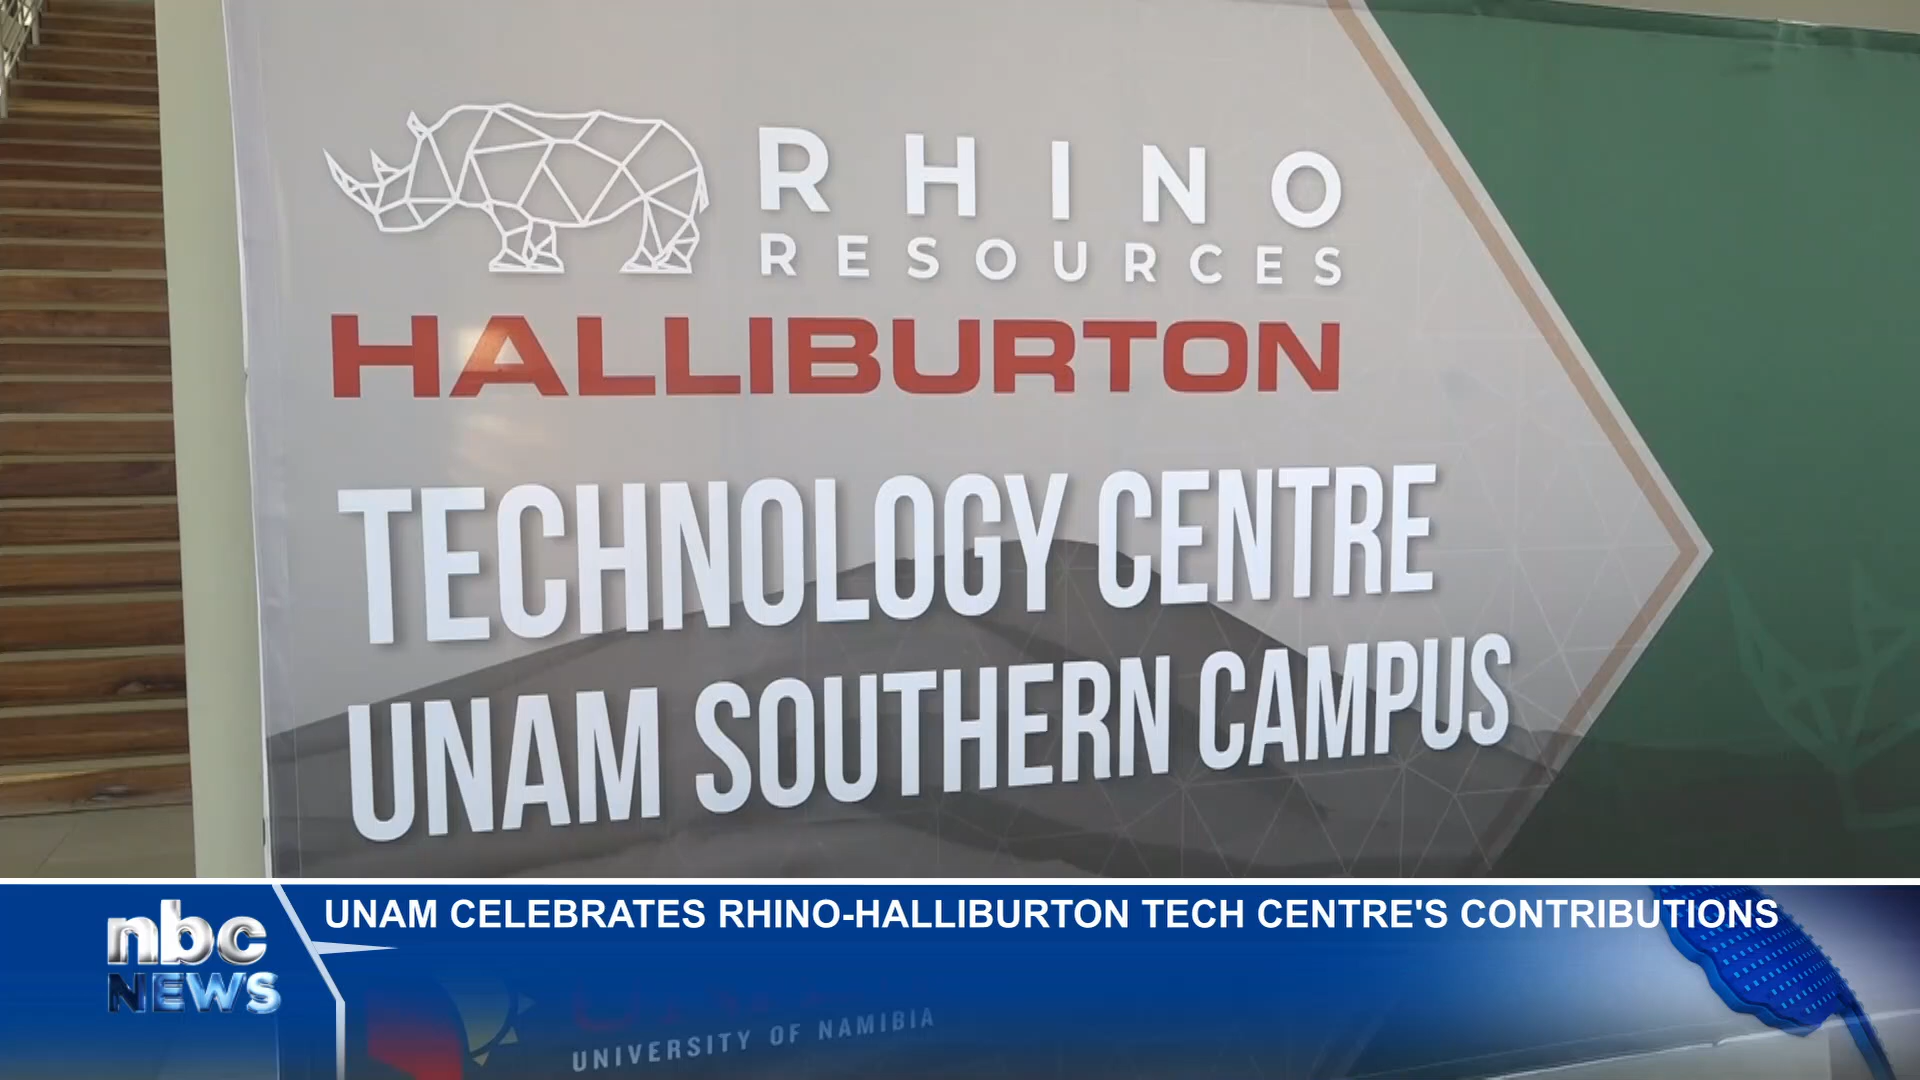 RHINO
RESOURCES
HALLIBURTON
TECHNOLOGY CENTRE
UNAM SOUTHERN CAMPUS
nbc
NEWS
UNAM CELEBRATES RHINO-HALLIBURTON TECH CENTRE'S CONTRIBUTIONS
UNIVERSITY OF NAMIBIA